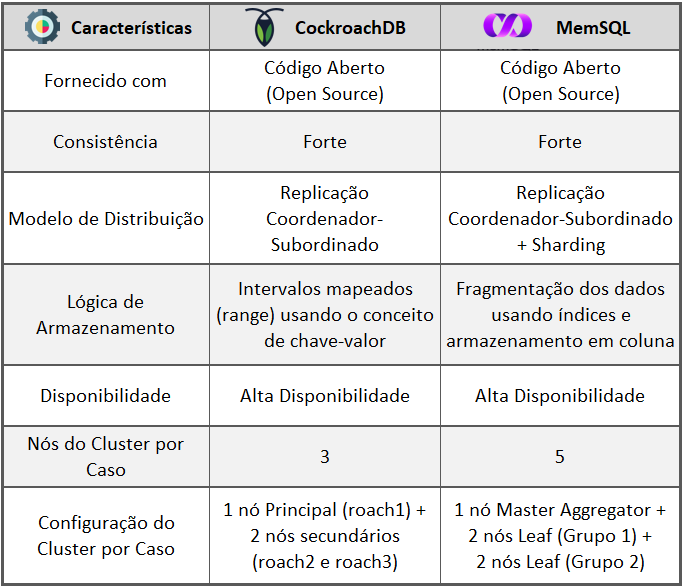 Características CockroachDB MemSQL
Fornecido com
Código Aberto
(Open Source)
Código Aberto
(Open Source)
Consistência
Forte
Forte
Modelo de Distribuição
Replicação
Coordenador-
Subordinado
Replicação
Coordenador-Subordinado
+ Sharding
Lógica de
Armazenamento
Intervalos mapeados
(range) usando o conceito
de chave-valor
Fragmentação dos dados
usando índices e
armazenamento em coluna
Disponibilidade
Alta Disponibilidade
Alta Disponibilidade
Nós do Cluster por
Caso
3
5
Configuração do
Cluster por Caso
1 nó Principal (roach1) +
2 nós secundários
(roach2 e roach3)
1 nó Master Aggregator +
2 nós Leaf (Grupo 1) +
2 nós Leaf (Grupo 2)